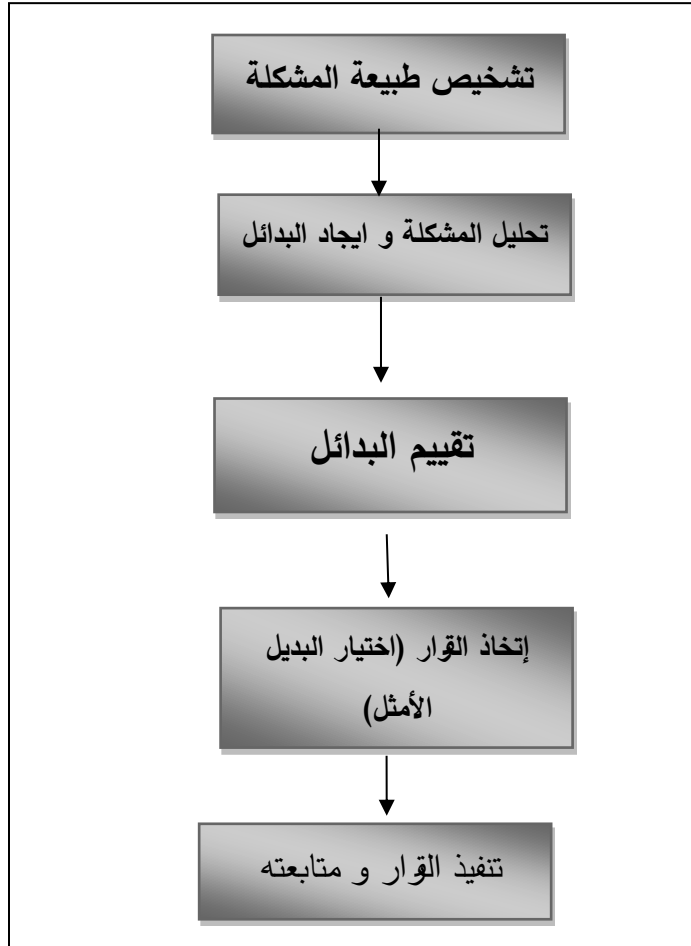 تشخيص طبيعة المشكلة
تحليل المشكلة و ايجاد البدائل
تقييم البدائل
إتخاذ القرار (اختيار البديل
الأمثل)
تنفيذ القرار و متابعته